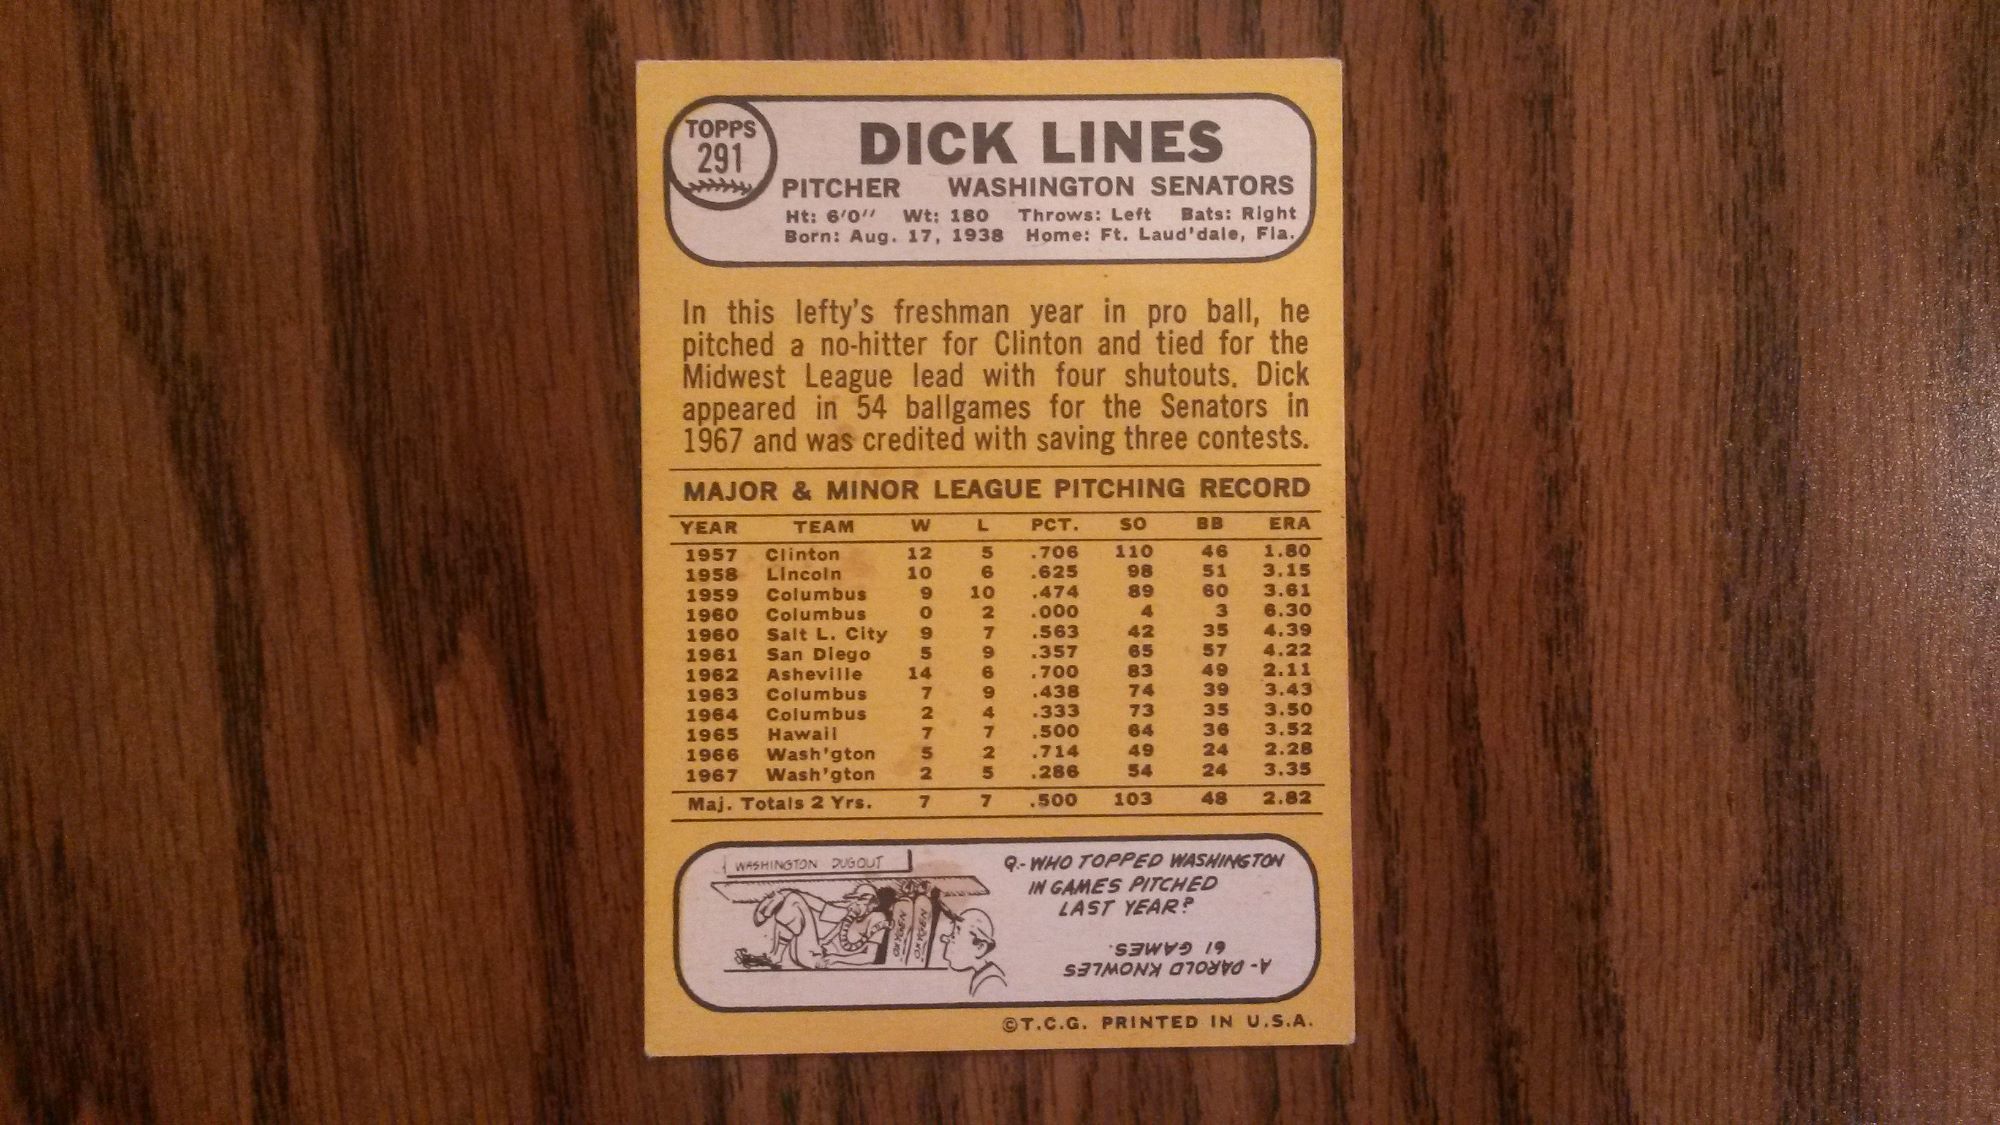 TOPPS
291
DICK LINES
PITCHER WASHINGTON SENATORS
Ht: 6'0" Wt: 180 Throws: Left Bats: Right
Born: Aug. 17, 1938 Home: Ft. Laud'dale, Fla.
In this lefty's freshman year in pro ball, he
pitched a no-hitter for Clinton and tied for the
Midwest League lead with four shutouts. Dick
appeared in 54 ballgames for the Senators in
1967 and was credited with saving three contests.
MAJOR & MINOR LEAGUE PITCHING RECORD
YEAR TEAM W L PCT. SO BB ERA
1957 Clinton 12 5 .706 110 46 1.80
1958 Lincoln 10 6 .625 98 51 3.15
1959 Columbus 9 10 .474 89 60 3.61
1960 Columbus 0 2 .000 4 3 6.30
1960 Salt L. City 9 7 .563 42 35 4.39
1961 San Diego 5 9 .357 65 57 4.22
1962 Asheville 14 6 .700 83 49 2.11
1963 Columbus 7 9 .438 74 39 3.43
1964 Columbus 2 4 .333 73 35 3.50
1965 Hawaii 7 7 .500 64 36 3.52
1966 Wash'gton 5 2 .714 49 24 2.28
1967 Wash'gton 2 5 .286 54 24 3.35
Maj. Totals 2 Yrs. 7 7 .500 103 48 2.82
WASHINGTON DUGOUT
OXYGEN
OXYGEN
Q.- WHO TOPPED WASHINGTON
IN GAMES PITCHED
LAST YEAR?
A- DAROLD KNOWLES
61 GAMES.
©T.C.G. PRINTED IN U.S.A.